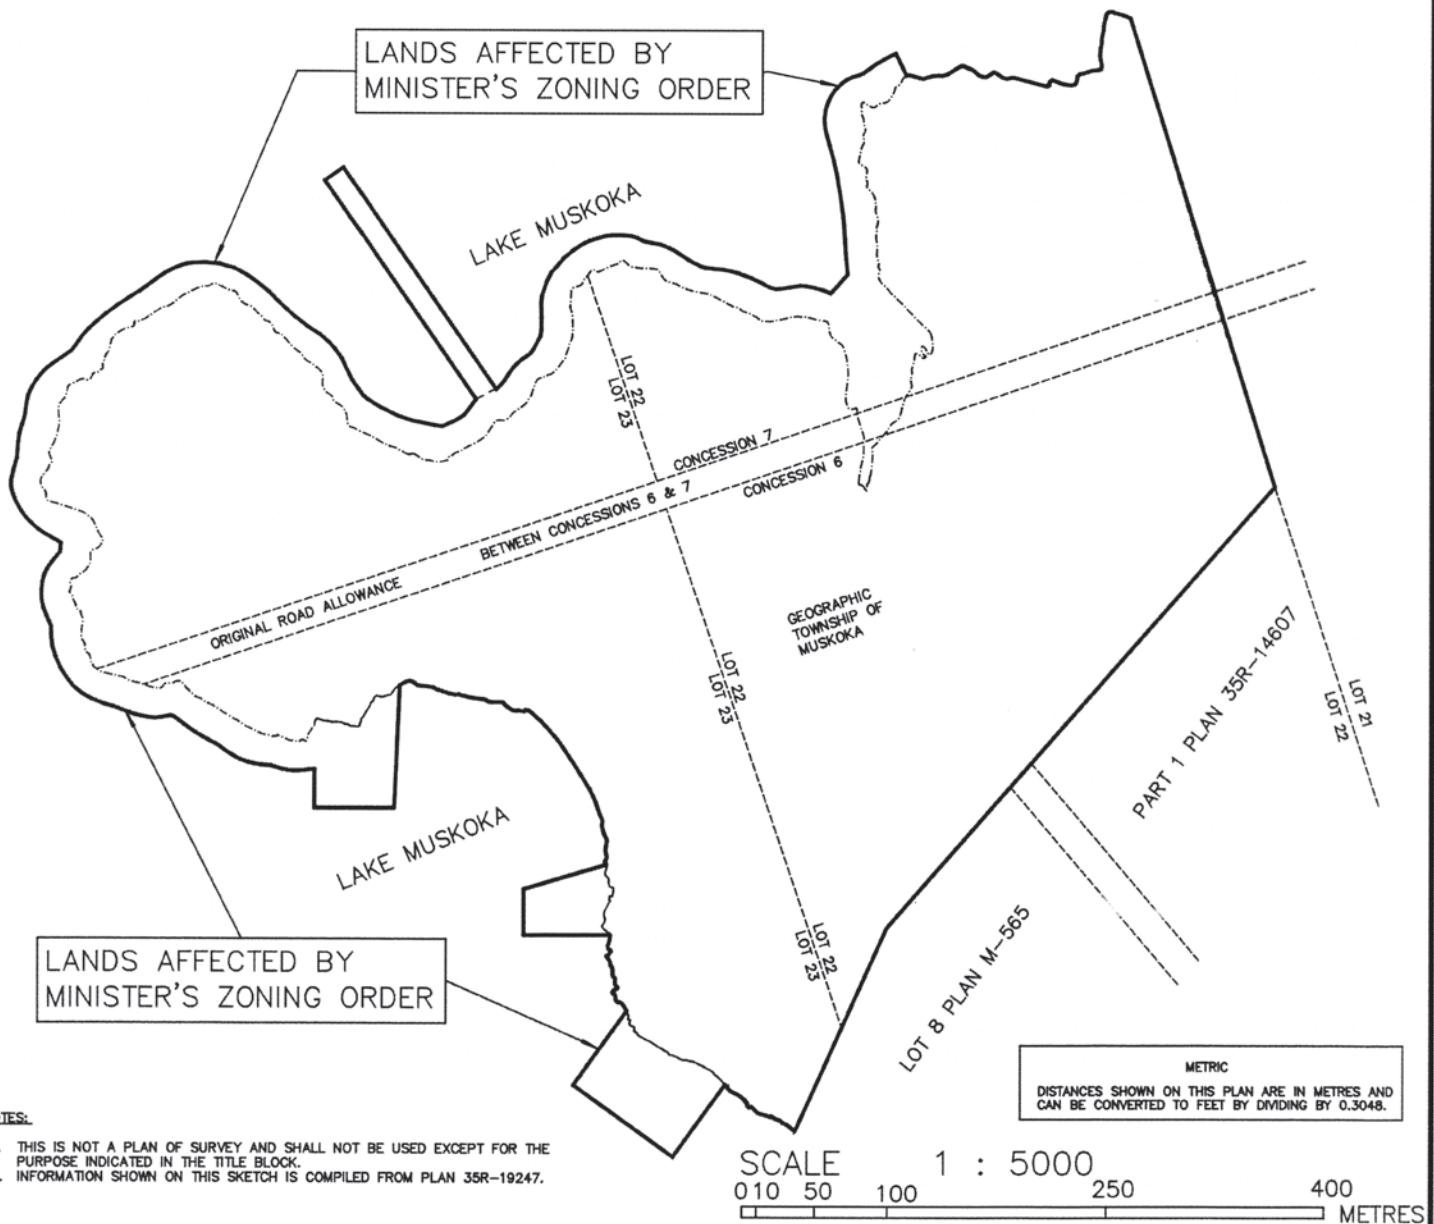 LANDS AFFECTED BY
MINISTER'S ZONING ORDER
LAKE MUSKOKA
LOT 22
LOT 23
CONCESSION 7
CONCESSION 6
BETWEEN CONCESSIONS 6 & 7
ORIGINAL ROAD ALLOWANCE
GEOGRAPHIC
TOWNSHIP OF
MUSKOKA
LOT 22
LOT 23
PART 1 PLAN 35R-14607
LOT 21
LOT 22
LAKE MUSKOKA
LOT 22
LOT 23
LOT 8 PLAN M-565
LANDS AFFECTED BY
MINISTER'S ZONING ORDER
METRIC
DISTANCES SHOWN ON THIS PLAN ARE IN METRES AND
CAN BE CONVERTED TO FEET BY DIVIDING BY 0.3048.
TES:
THIS IS NOT A PLAN OF SURVEY AND SHALL NOT BE USED EXCEPT FOR THE
PURPOSE INDICATED IN THE TITLE BLOCK.
INFORMATION SHOWN ON THIS SKETCH IS COMPILED FROM PLAN 35R-19247.
SCALE 1 : 5000
0 10 50 100 250 400
METRES